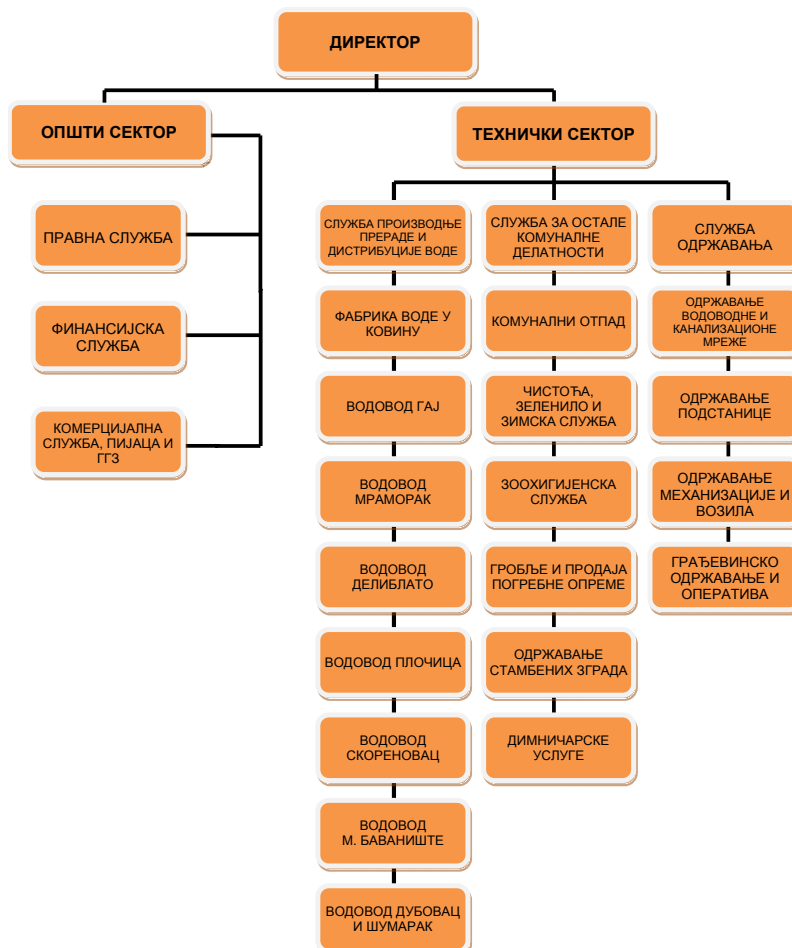 ДИРЕКТОР
ОПШТИ СЕКТОР
ТЕХНИЧКИ СЕКТОР
ПРАВНА СЛУЖБА
ФИНАНСИЈСКА
СЛУЖБА
КОМЕРЦИЈАЛНА
СЛУЖБА, ПИЈАЦА И
ГГЗ
СЛУЖБА ПРОИЗВОДЊЕ
ПРЕРАДЕ И
ДИСТРИБУЦИЈЕ ВОДЕ
ФАБРИКА ВОДЕ У
КОВИНУ
ВОДОВОД ГАЈ
ВОДОВОД
МРАМОРАК
ВОДОВОД
ДЕЛИБЛАТО
ВОДОВОД ПЛОЧИЦА
ВОДОВОД
СКОРЕНОВАЦ
ВОДОВОД
М. БАВАНИШТЕ
ВОДОВОД ДУБОВАЦ
И ШУМАРАК
СЛУЖБА ЗА ОСТАЛЕ
КОМУНАЛНЕ
ДЕЛАТНОСТИ
КОМУНАЛНИ ОТПАД
ЧИСТОЋА,
ЗЕЛЕНИЛО И
ЗИМСКА СЛУЖБА
ЗООХИГИЈЕНСКА
СЛУЖБА
ГРОБЉЕ И ПРОДАЈА
ПОГРЕБНЕ ОПРЕМЕ
ОДРЖАВАЊЕ
СТАМБЕНИХ ЗГРАДА
ДИМНИЧАРСКЕ
УСЛУГЕ
СЛУЖБА
ОДРЖАВАЊА
ОДРЖАВАЊЕ
ВОДОВОДНЕ И
КАНАЛИЗАЦИОНЕ
МРЕЖЕ
ОДРЖАВАЊЕ
ПОДСТАНИЦЕ
ОДРЖАВАЊЕ
МЕХАНИЗАЦИЈЕ И
ВОЗИЛА
ГРАЂЕВИНСКО
ОДРЖАВАЊЕ И
ОПЕРАТИВА